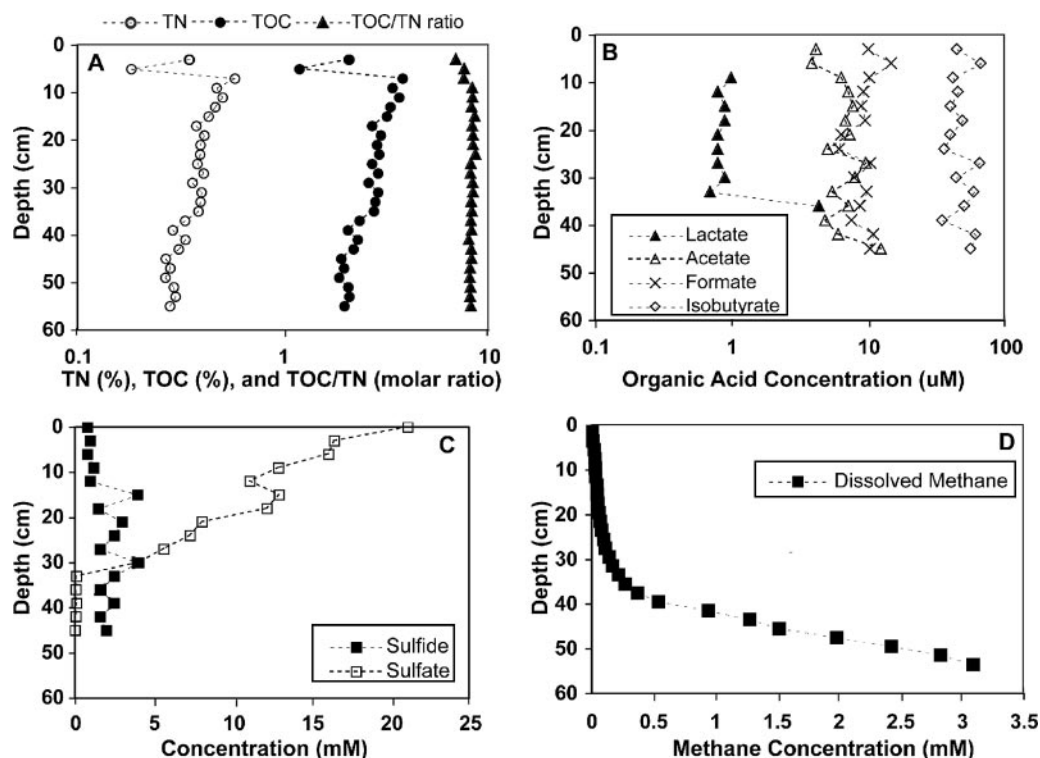 TN TOC TOC/TN ratio
A
0
10
20
30
40
50
60
Depth (cm)
0.1 1 10
TN (%), TOC (%), and TOC/TN (molar ratio)
B
0
10
20
30
40
50
60
Depth (cm)
Lactate
Acetate
Formate
Isobutyrate
0.1 1 10 100
Organic Acid Concentration (uM)
C
0
10
20
30
40
50
60
Depth (cm)
Sulfide
Sulfate
0 5 10 15 20 25
Concentration (mM)
D
0
10
20
30
40
50
60
Depth (cm)
Dissolved Methane
0 0.5 1 1.5 2 2.5 3 3.5
Methane Concentration (mM)